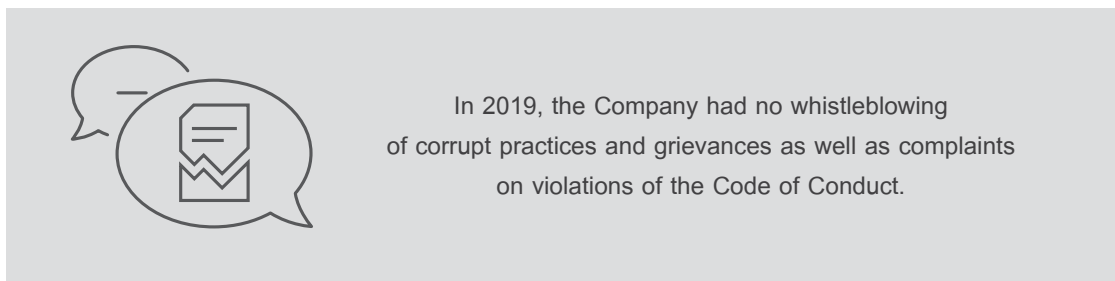 In 2019, the Company had no whistleblowing
of corrupt practices and grievances as well as complaints
on violations of the Code of Conduct.